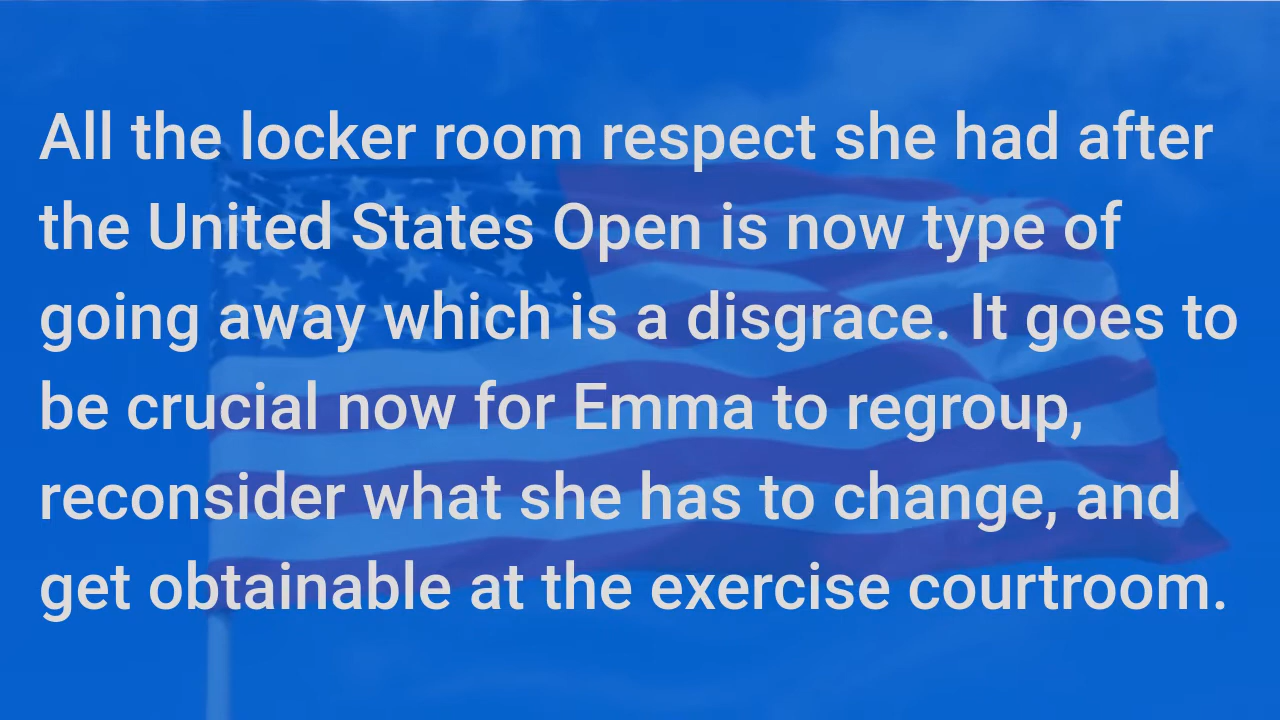 All the locker room respect she had after
the United States Open is now type of
going away which is a disgrace. It goes to
be crucial now for Emma to regroup,
reconsider what she has to change, and
get obtainable at the exercise courtroom.